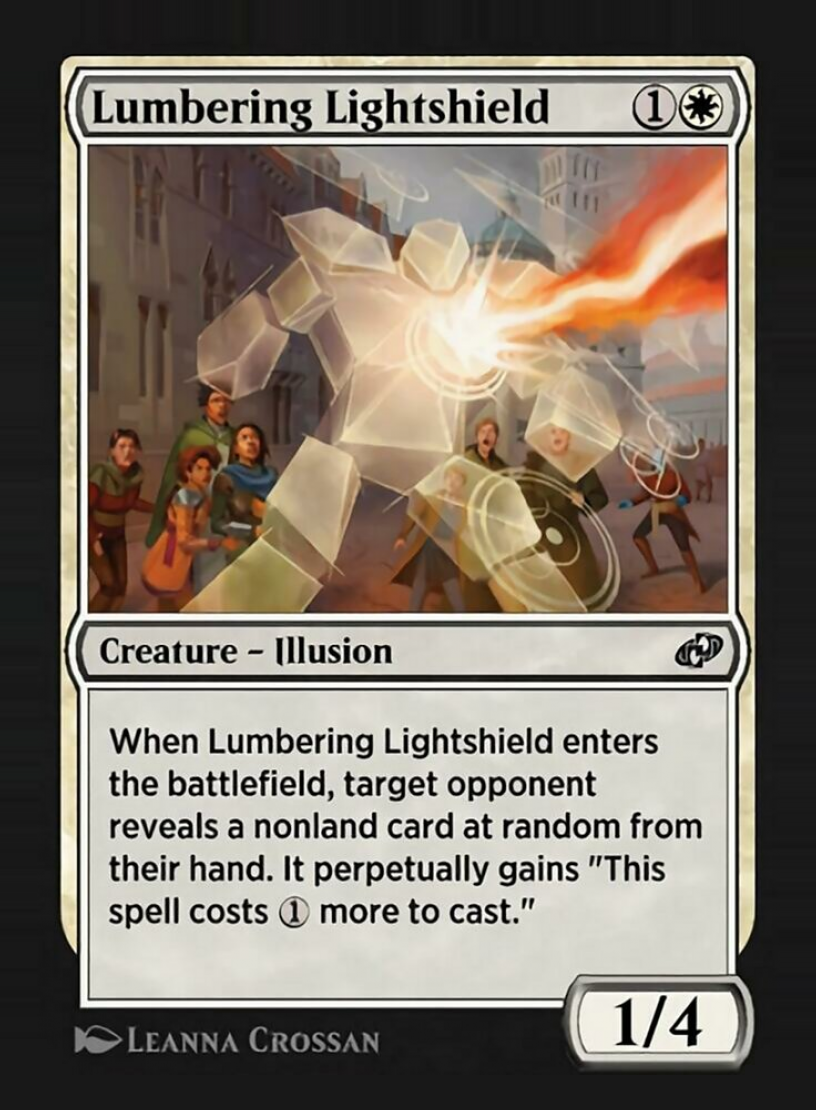 Lumbering Lightshield 1
Creature – Illusion
When Lumbering Lightshield enters
the battlefield, target opponent
reveals a nonland card at random from
their hand. It perpetually gains "This
spell costs 1 more to cast."
1/4
Leanna Crossan